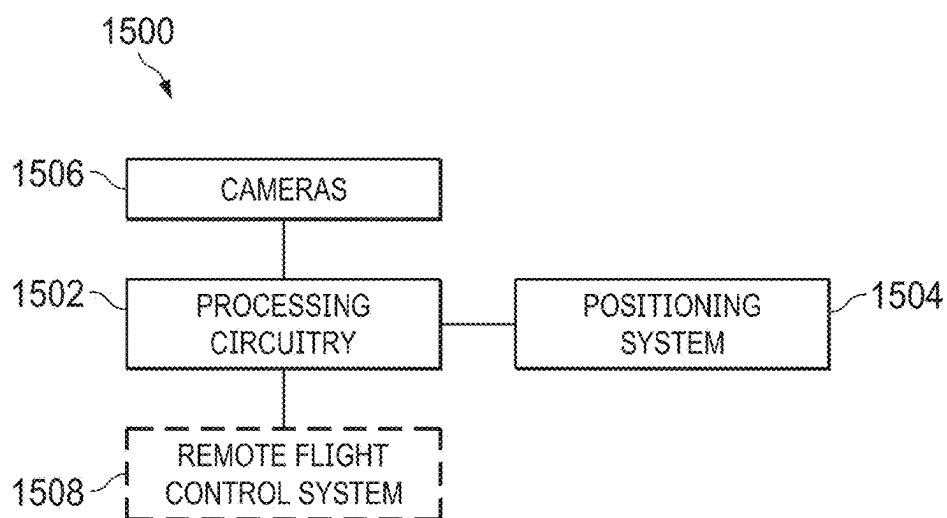 1500
1506
CAMERAS
1502
PROCESSING
CIRCUITRY
POSITIONING
SYSTEM
1504
REMOTE FLIGHT
CONTROL SYSTEM
1508